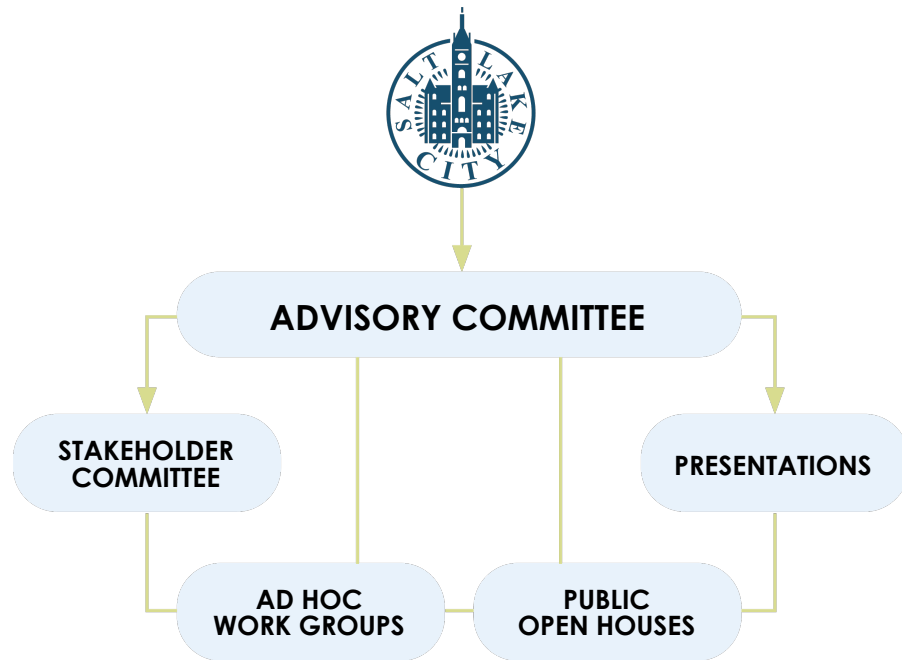 SALT LAKE
CITY
ADVISORY COMMITTEE
STAKEHOLDER
COMMITTEE
PRESENTATIONS
AD HOC
WORK GROUPS
PUBLIC
OPEN HOUSES